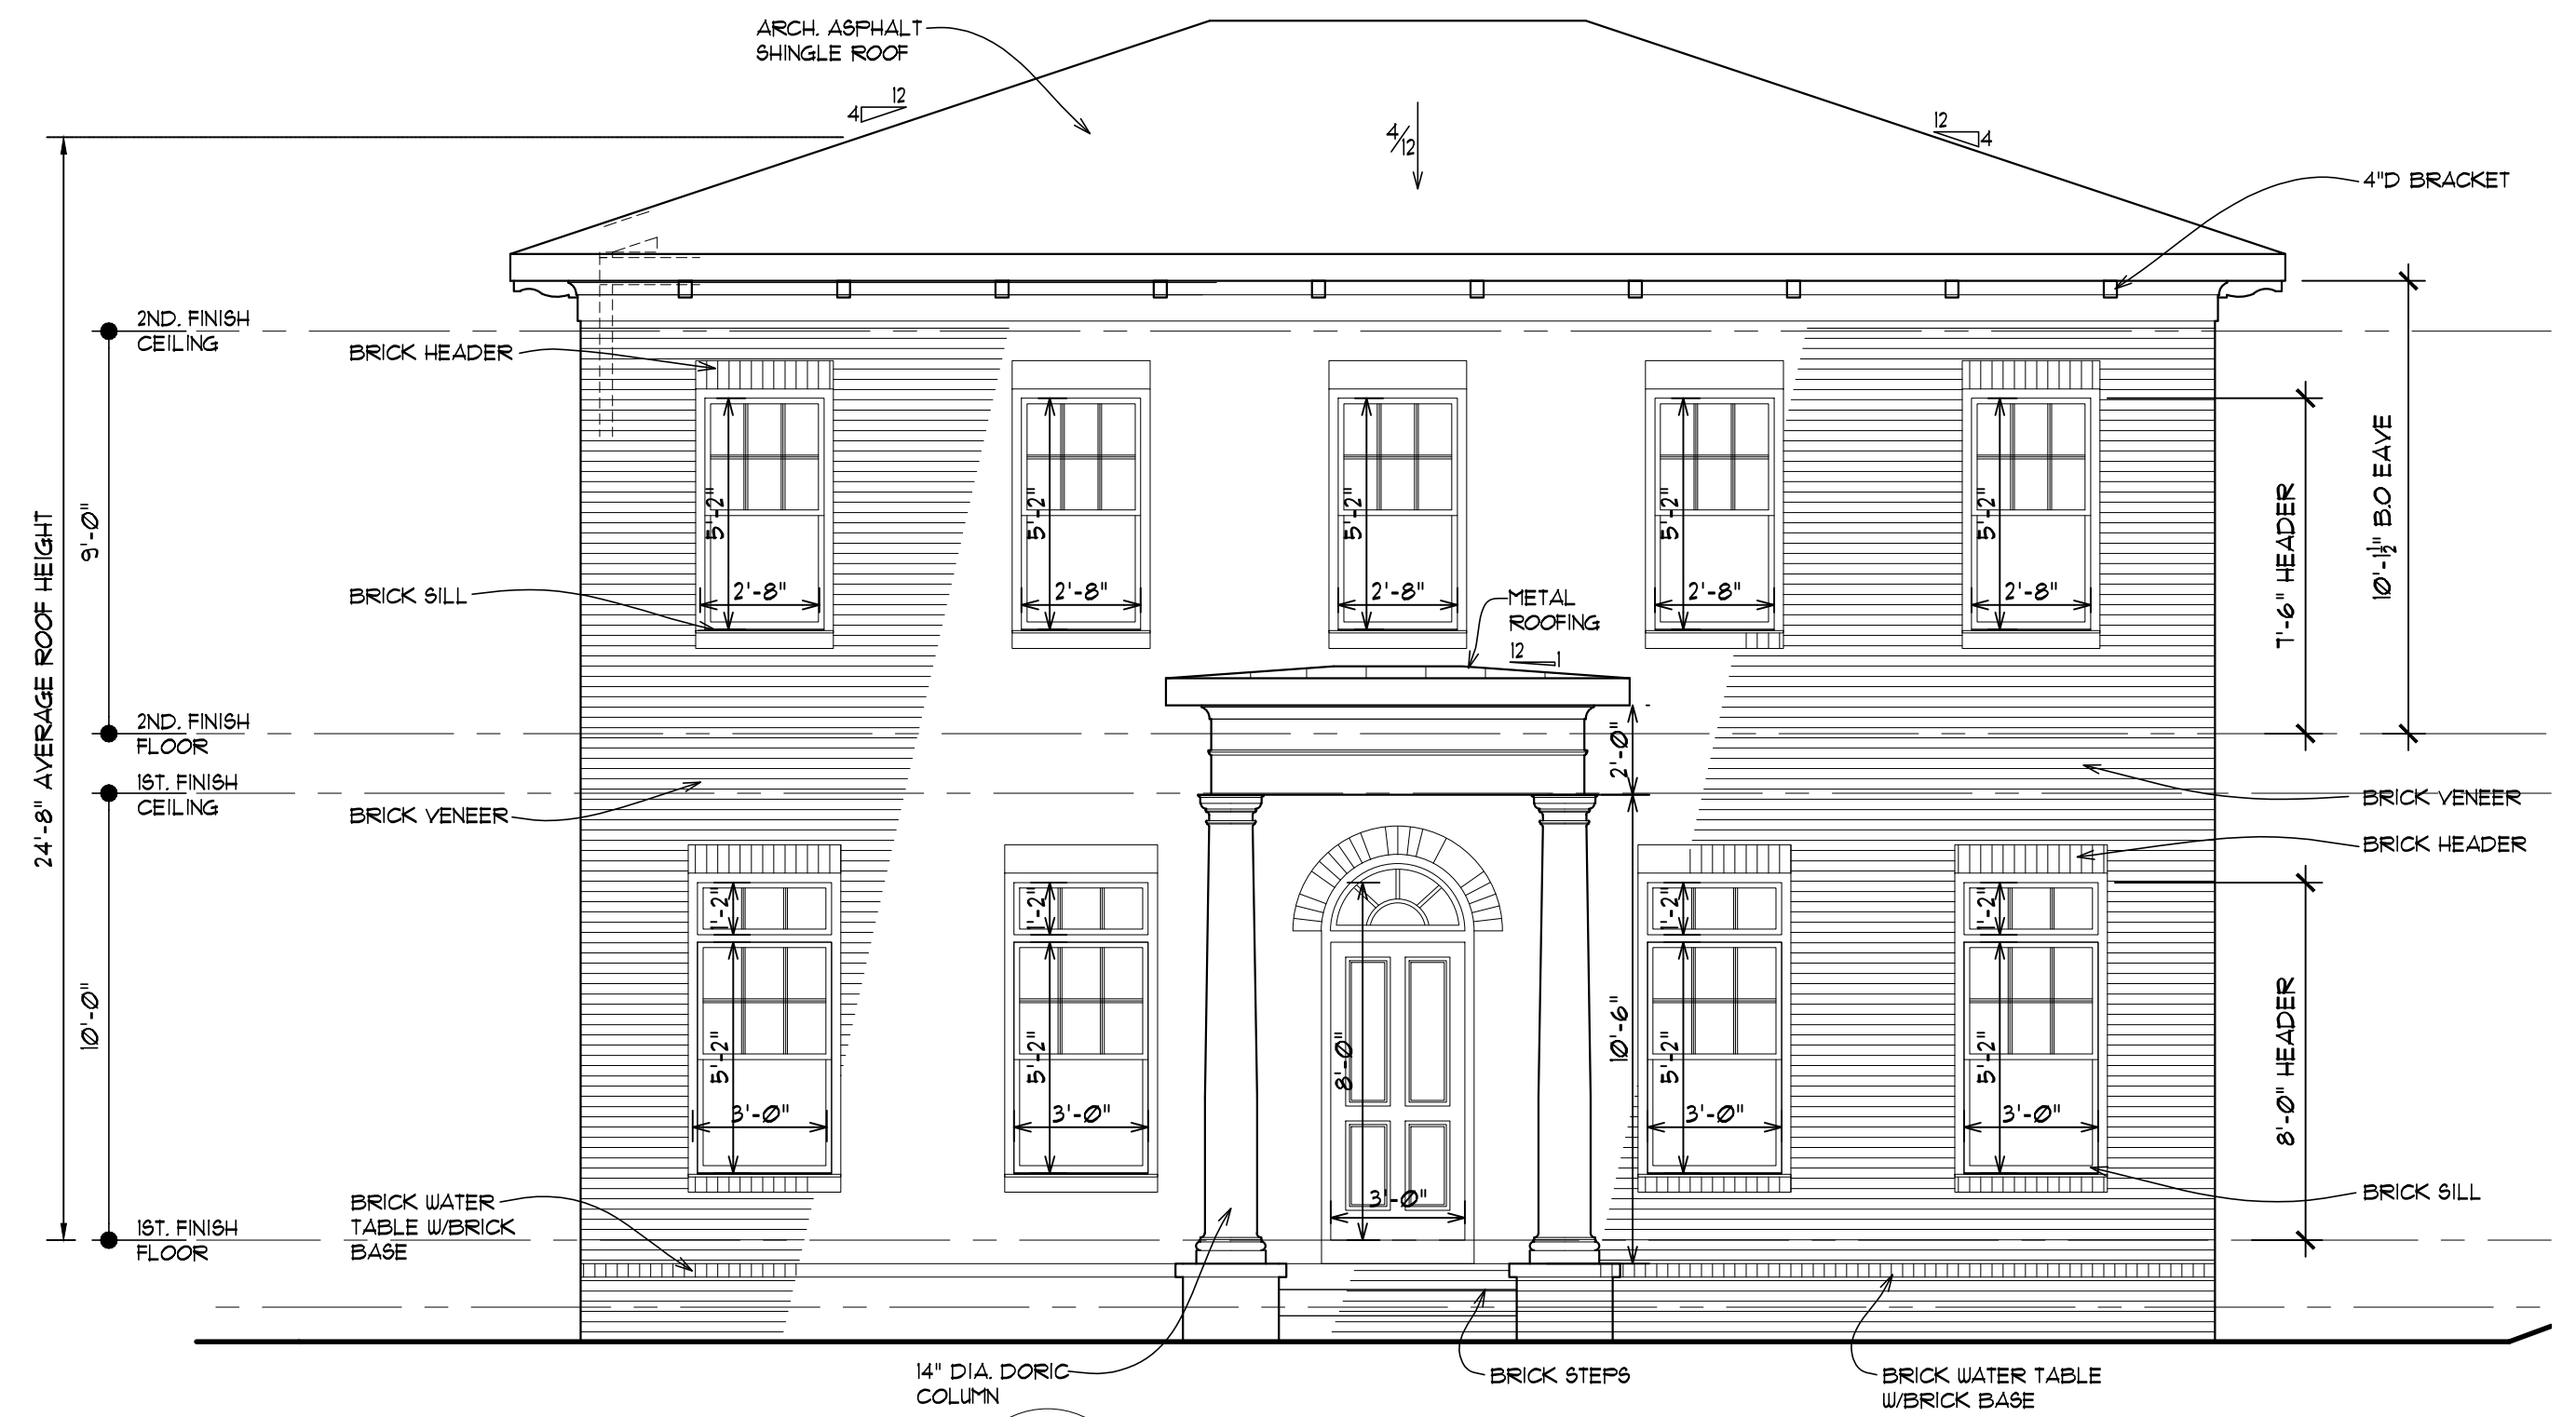 ARCH. ASPHALT
SHINGLE ROOF
12
4
4/12
12
4
4"D BRACKET
2ND. FINISH
CEILING
BRICK HEADER
9'-0"
24'-8" AVERAGE ROOF HEIGHT
5'-2"
5'-2"
5'-2"
5'-2"
5'-2"
2'-8"
2'-8"
2'-8"
2'-8"
2'-8"
7'-6" HEADER
10'-1½" B.O EAVE
BRICK SILL
METAL
ROOFING
12
1
2ND. FINISH
FLOOR
2'-0"
1ST. FINISH
CEILING
BRICK VENEER
BRICK VENEER
BRICK HEADER
1'-2"
1'-2"
1'-2"
1'-2"
10'-0"
5'-2"
5'-2"
8'-0"
10'-6"
5'-2"
5'-2"
8'-0" HEADER
3'-0"
3'-0"
3'-0"
3'-0"
3'-0"
BRICK SILL
BRICK WATER
TABLE W/BRICK
BASE
1ST. FINISH
FLOOR
14" DIA. DORIC
COLUMN
BRICK STEPS
BRICK WATER TABLE
W/BRICK BASE